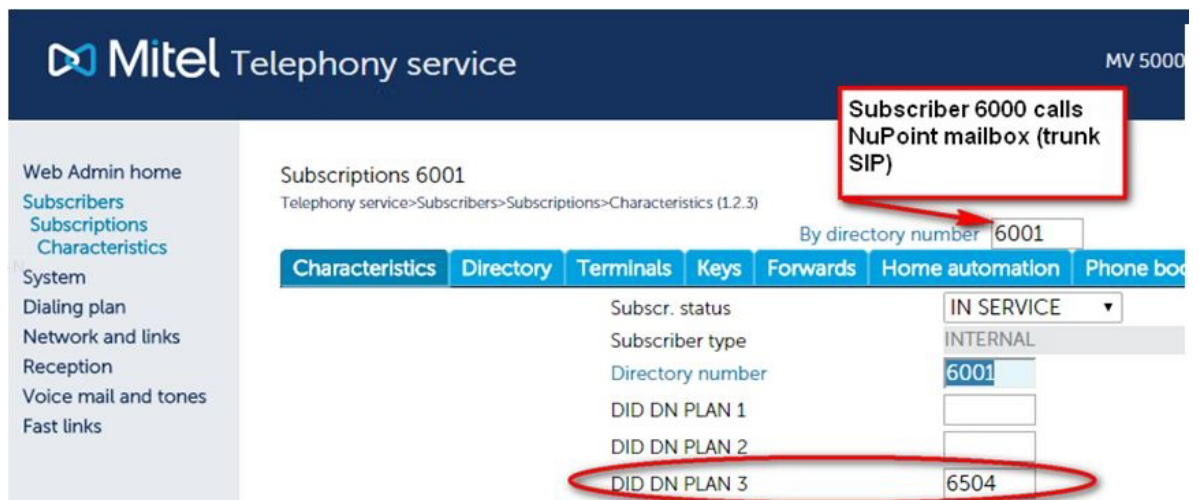 Mitel Telephony service
MV 5000
Subscriber 6000 calls
NuPoint mailbox (trunk
SIP)
Web Admin home
Subscribers
Subscriptions
Characteristics
System
Dialing plan
Network and links
Reception
Voice mail and tones
Fast links
Subscriptions 6001
Telephony service>Subscribers>Subscriptions>Characteristics (1.2.3)
By directory number 6001
Characteristics Directory Terminals Keys Forwards Home automation Phone boo
Subscr. status IN SERVICE
Subscriber type INTERNAL
Directory number 6001
DID DN PLAN 1
DID DN PLAN 2
DID DN PLAN 3 6504